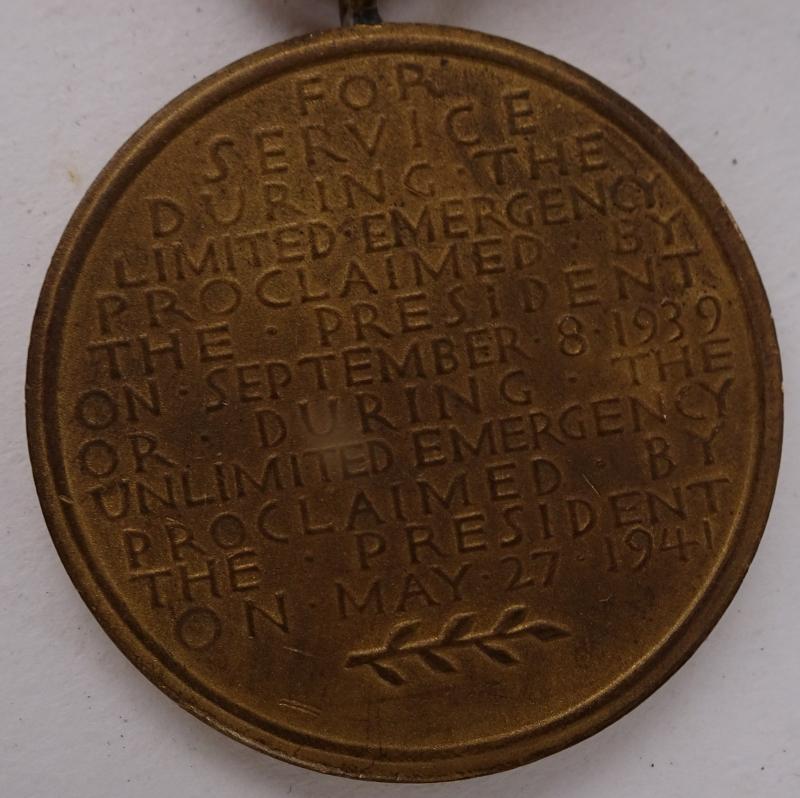 FOR
SERVICE
DURING · THE
LIMITED · EMERGENCY
PROCLAIMED · BY
THE · PRESIDENT
ON · SEPTEMBER · 8 · 1939
OR · DURING · THE
UNLIMITED EMERGENCY
PROCLAIMED · BY
THE · PRESIDENT
ON · MAY · 27 · 1941